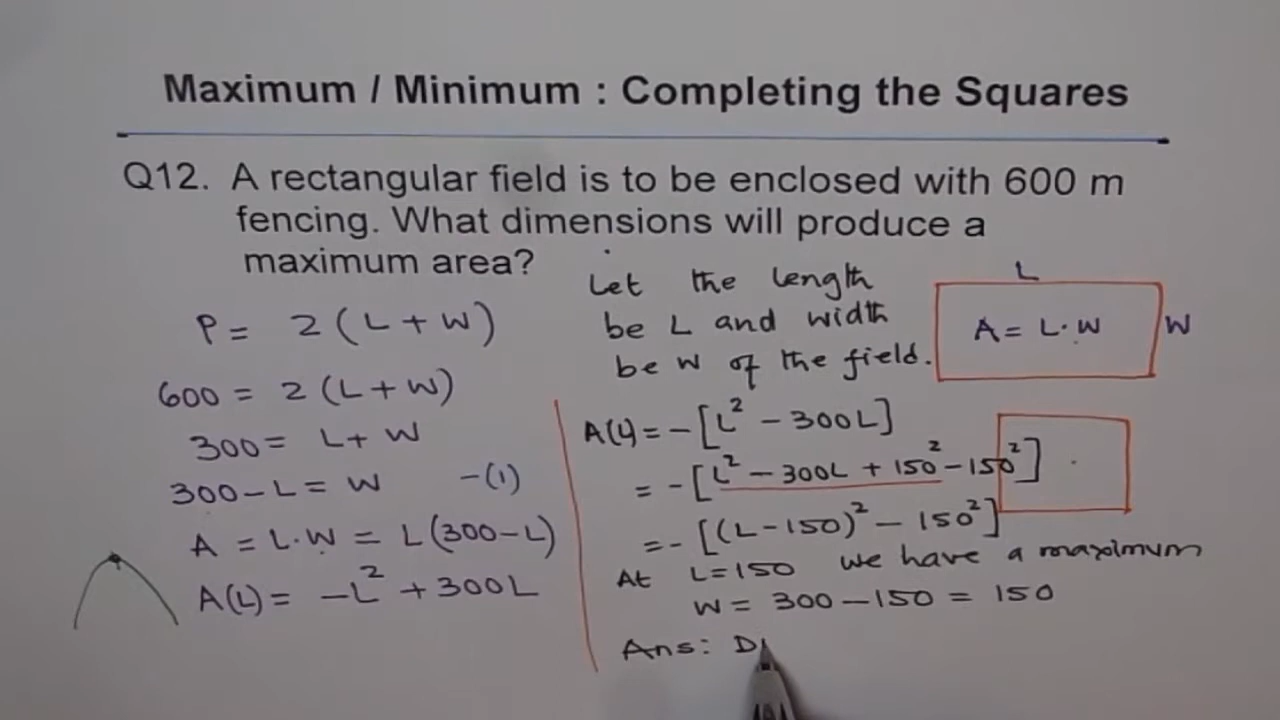 Maximum / Minimum : Completing the Squares
Q12. A rectangular field is to be enclosed with 600 m
fencing. What dimensions will produce a
maximum area?
P = 2 (L + W)
600 = 2 (L + W)
300 = L + W
300 - L = W - (1)
A = L·W = L(300 - L)
A(L) = -L² + 300L
Let the length
be L and width
be W of the field.
L
A = L·W
W
A(L) = -[L² - 300L]
= -[L² - 300L + 150² - 150²]
= -[(L - 150)² - 150²]
At L = 150 we have a maximum
W = 300 - 150 = 150
Ans: Di